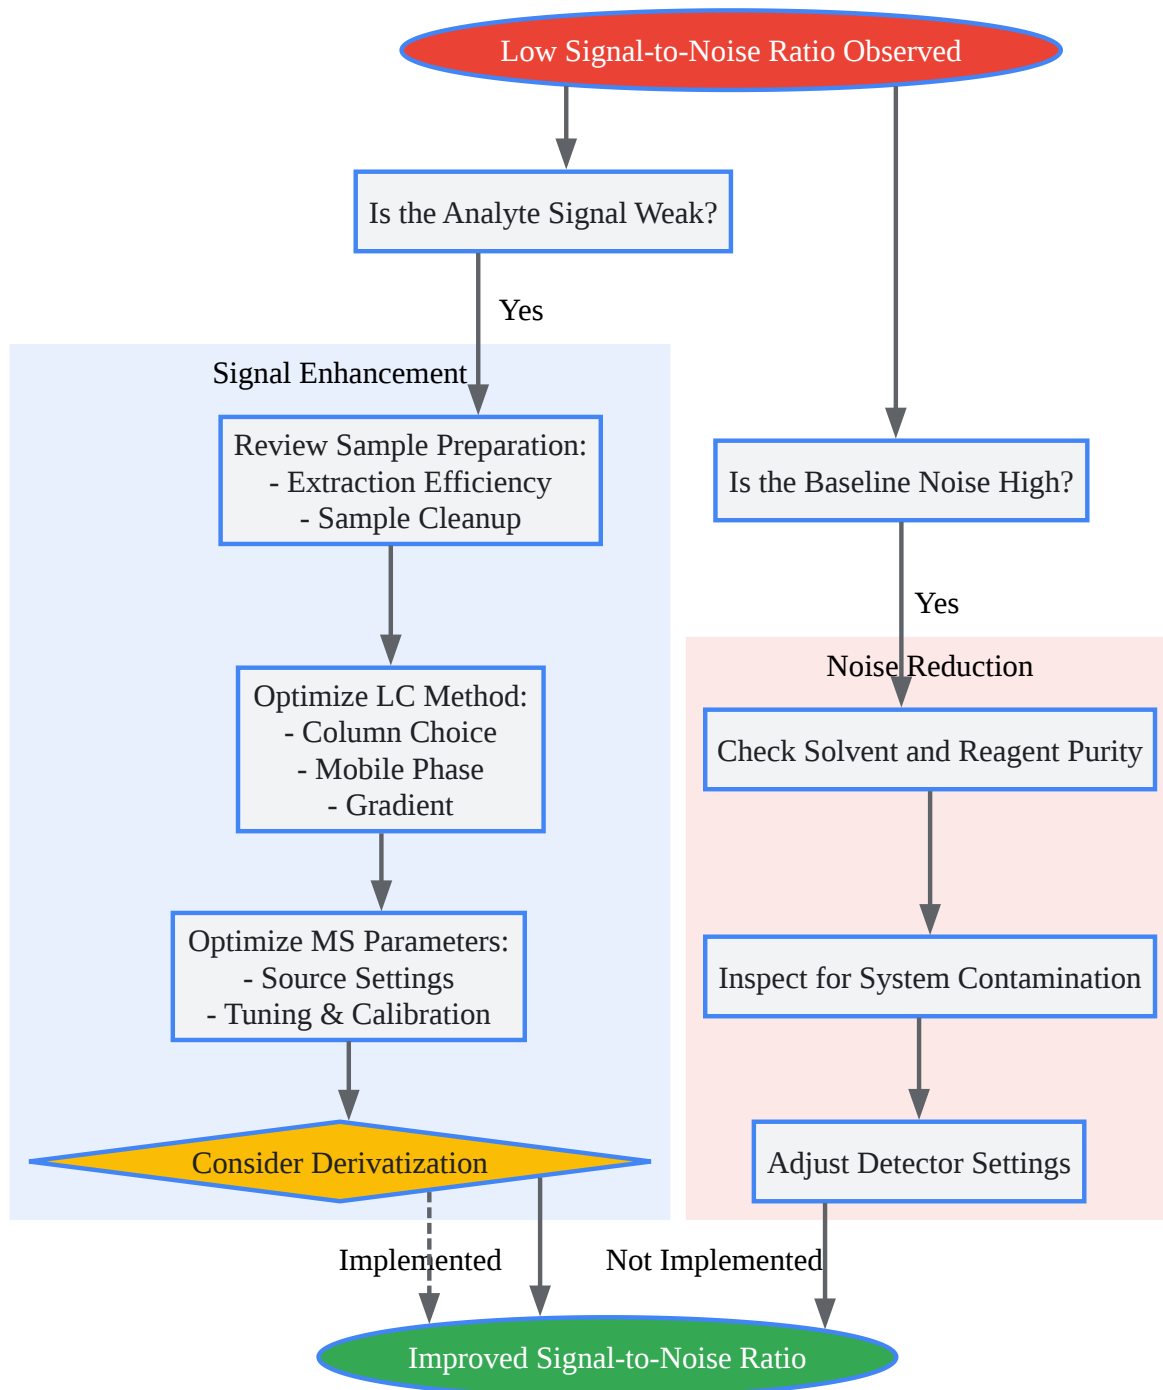 Low Signal-to-Noise Ratio Observed
Is the Analyte Signal Weak?
Yes
Signal Enhancement
Review Sample Preparation:
- Extraction Efficiency
- Sample Cleanup
Is the Baseline Noise High?
Yes
Noise Reduction
Optimize LC Method:
- Column Choice
- Mobile Phase
- Gradient
Check Solvent and Reagent Purity
Optimize MS Parameters:
- Source Settings
- Tuning & Calibration
Inspect for System Contamination
Consider Derivatization
Adjust Detector Settings
Implemented
Not Implemented
Improved Signal-to-Noise Ratio